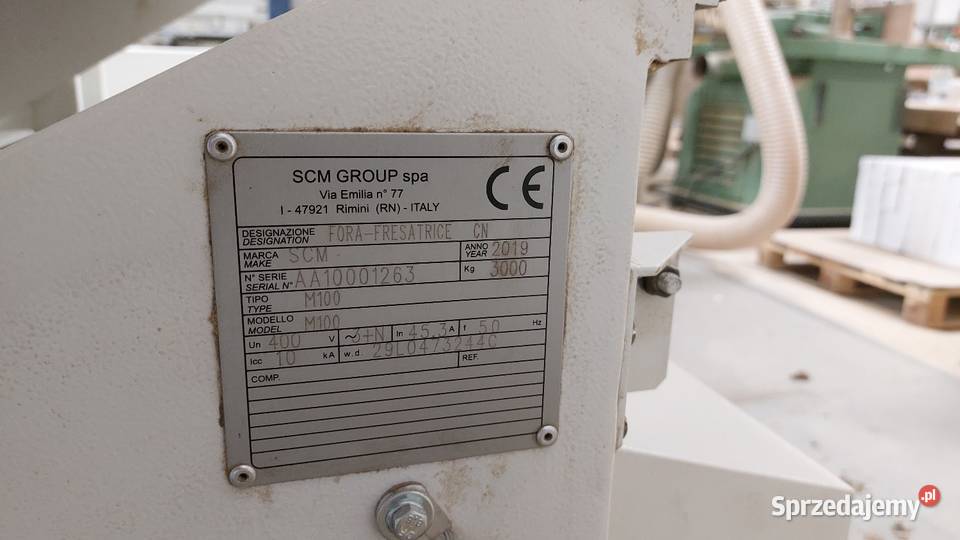 SCM GROUP spa
Via Emilia n° 77
I - 47921 Rimini (RN) - ITALY
CE
DESIGNAZIONE FORA-FRESATRICE CN
DESIGNATION
MARCA SCM ANNO 2019
MAKE YEAR
N° SERIE AA10001263 Kg 3000
SERIAL N°
TIPO M100
TYPE
MODELLO M100
MODEL
Un 400 V ~ 3+N In 45.3 A f 50 Hz
Icc 10 kA w.d. 29L0473244C REF.
COMP.
Sprzedajemy .pl